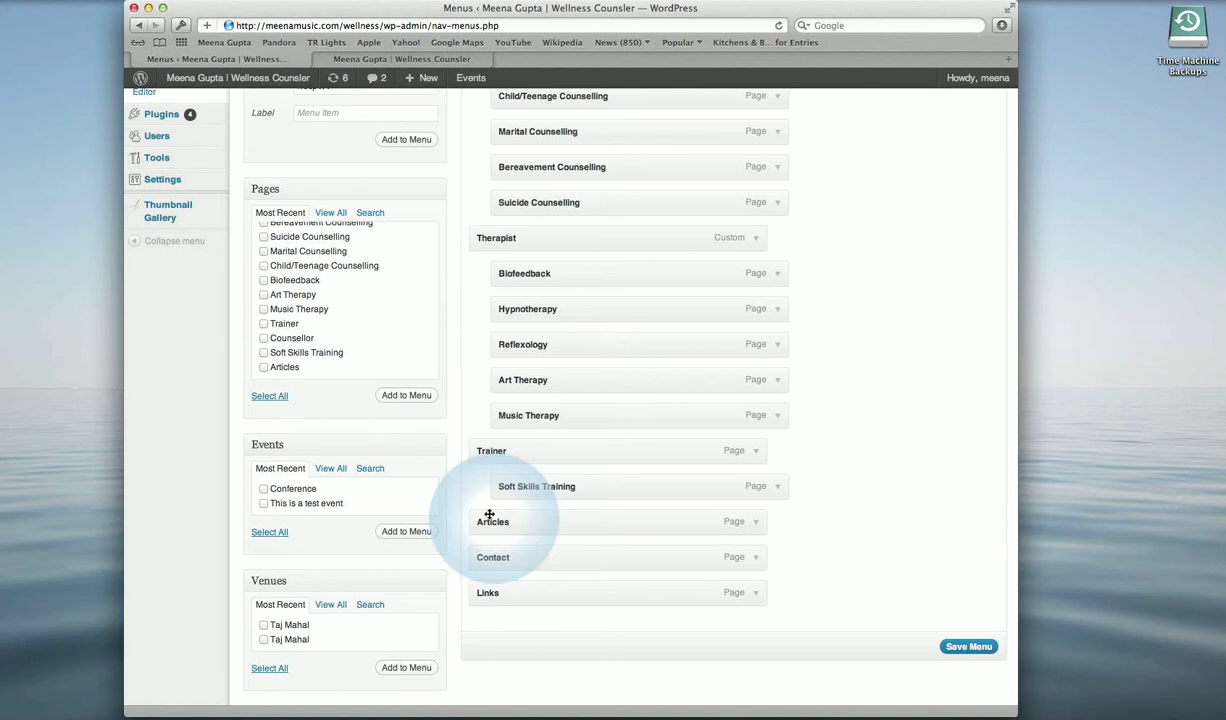 Menus ‹ Meena Gupta | Wellness Counsler — WordPress
http://meenamusic.com/wellness/wp-admin/nav-menus.php
Google
Meena Gupta Pandora TR Lights Apple Yahoo! Google Maps YouTube Wikipedia News (850) Popular Kitchens & B... for Entries
Menus ‹ Meena Gupta | Wellness...
Meena Gupta | Wellness Counsler
Meena Gupta | Wellness Counsler 6 2 + New Events Howdy, meena
Editor
Plugins 4
Users
Tools
Settings
Thumbnail
Gallery
Collapse menu
Label Menu Item
Add to Menu
Pages
Most Recent View All Search
Bereavement Counselling
Suicide Counselling
Marital Counselling
Child/Teenage Counselling
Biofeedback
Art Therapy
Music Therapy
Trainer
Counsellor
Soft Skills Training
Articles
Select All Add to Menu
Events
Most Recent View All Search
Conference
This is a test event
Select All Add to Menu
Venues
Most Recent View All Search
Taj Mahal
Taj Mahal
Select All Add to Menu
Child/Teenage Counselling Page
Marital Counselling Page
Bereavement Counselling Page
Suicide Counselling Page
Therapist Custom
Biofeedback Page
Hypnotherapy Page
Reflexology Page
Art Therapy Page
Music Therapy Page
Trainer Page
Soft Skills Training Page
Articles Page
Contact Page
Links Page
Save Menu
Time Machine
Backups